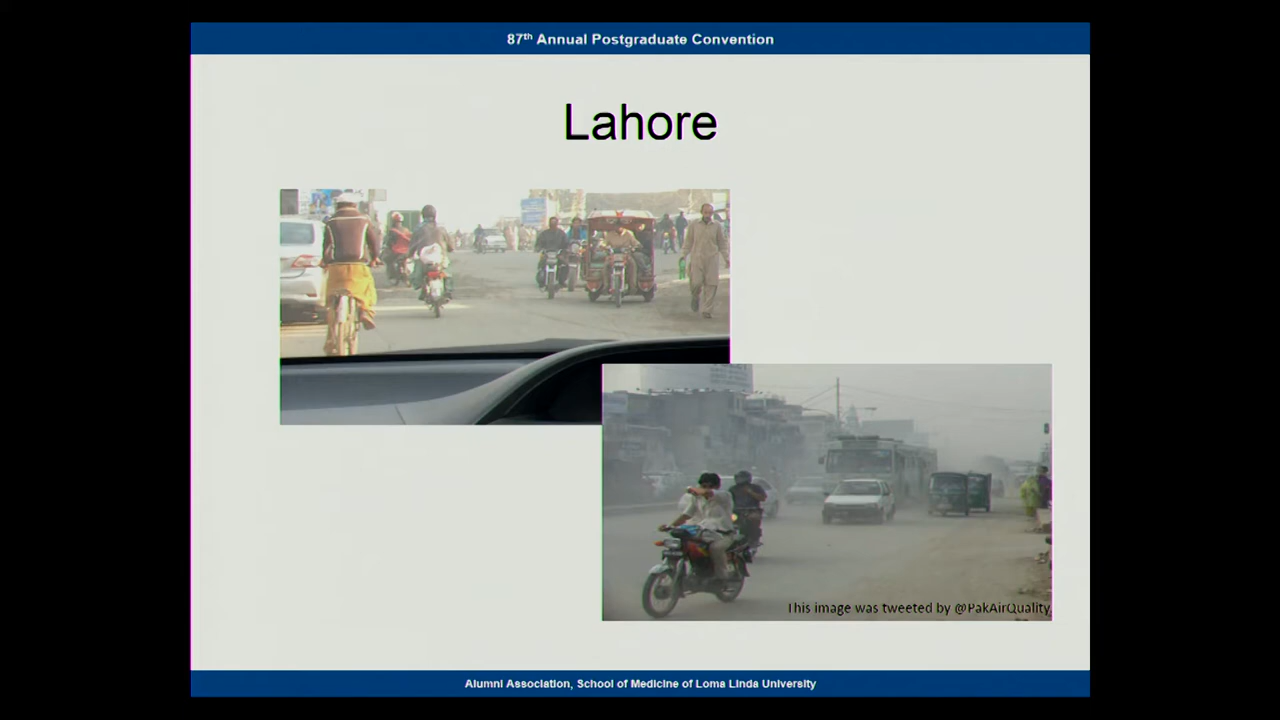 87th Annual Postgraduate Convention
Lahore
This image was tweeted by @PakAirQuality
Alumni Association, School of Medicine of Loma Linda University